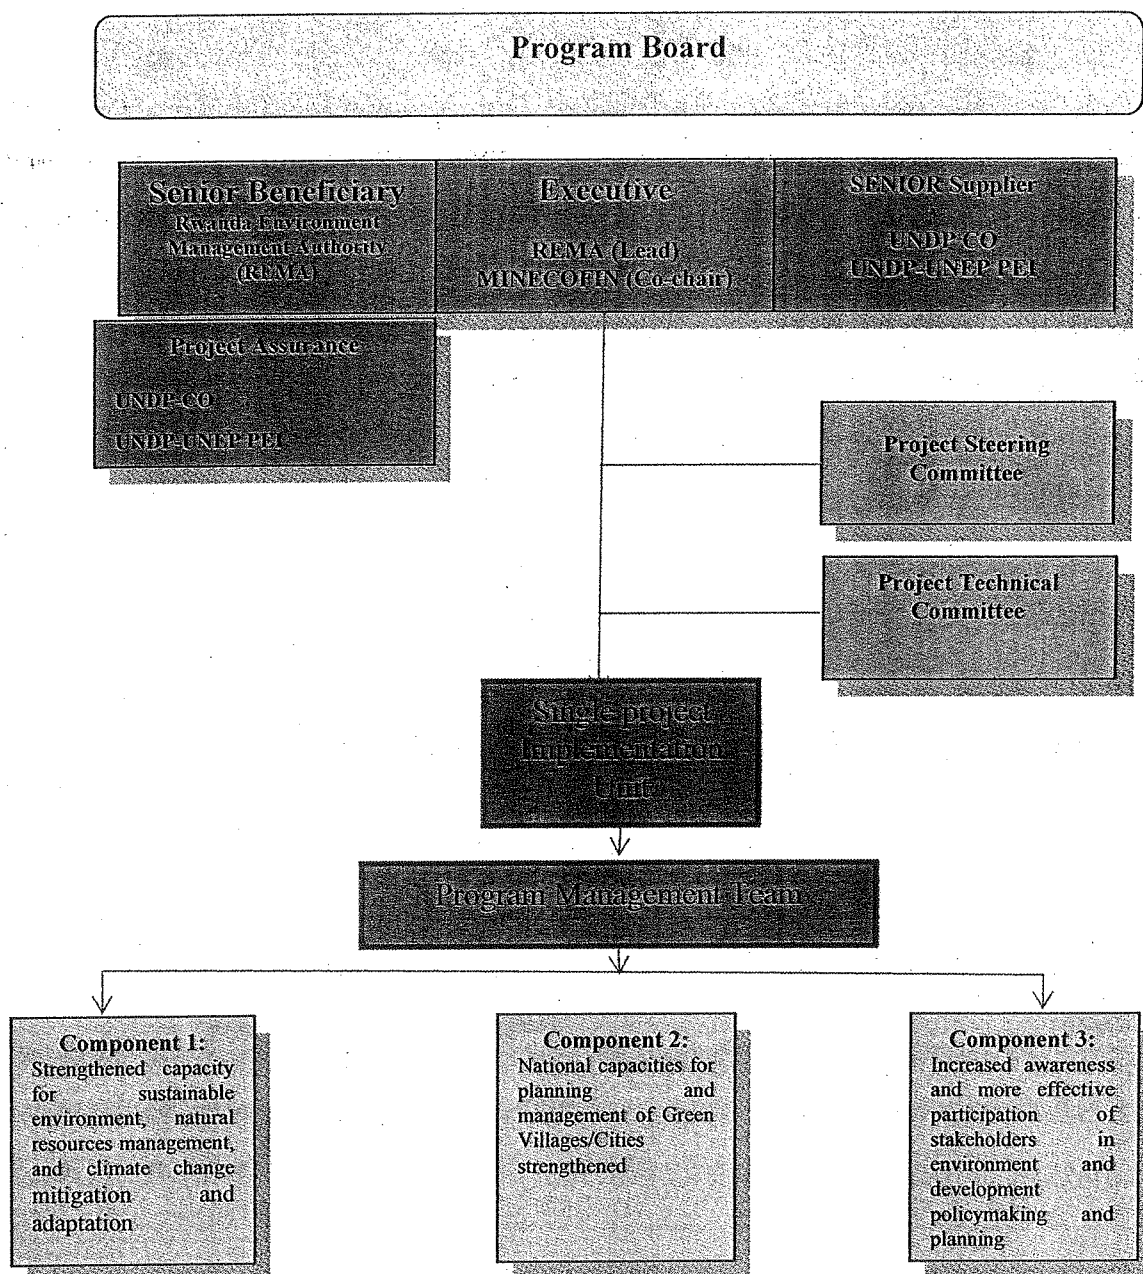 Program Board
Senior Beneficiary
Rwanda Environment
Management Authority
(REMA)
Executive
REMA (Lead)
MINECOFIN (Co-chair)
SENIOR Supplier
UNDP CO
UNDP-UNEP PEI
Project Assurance
UNDP-CO
UNDP-UNEP PEI
Project Steering
Committee
Project Technical
Committee
Single project
Implementation
Unit
Program Management Team
Component 1:
Strengthened capacity
for sustainable
environment, natural
resources management,
and climate change
mitigation and
adaptation
Component 2:
National capacities for
planning and
management of Green
Villages/Cities
strengthened
Component 3:
Increased awareness
and more effective
participation of
stakeholders in
environment and
development
policymaking and
planning